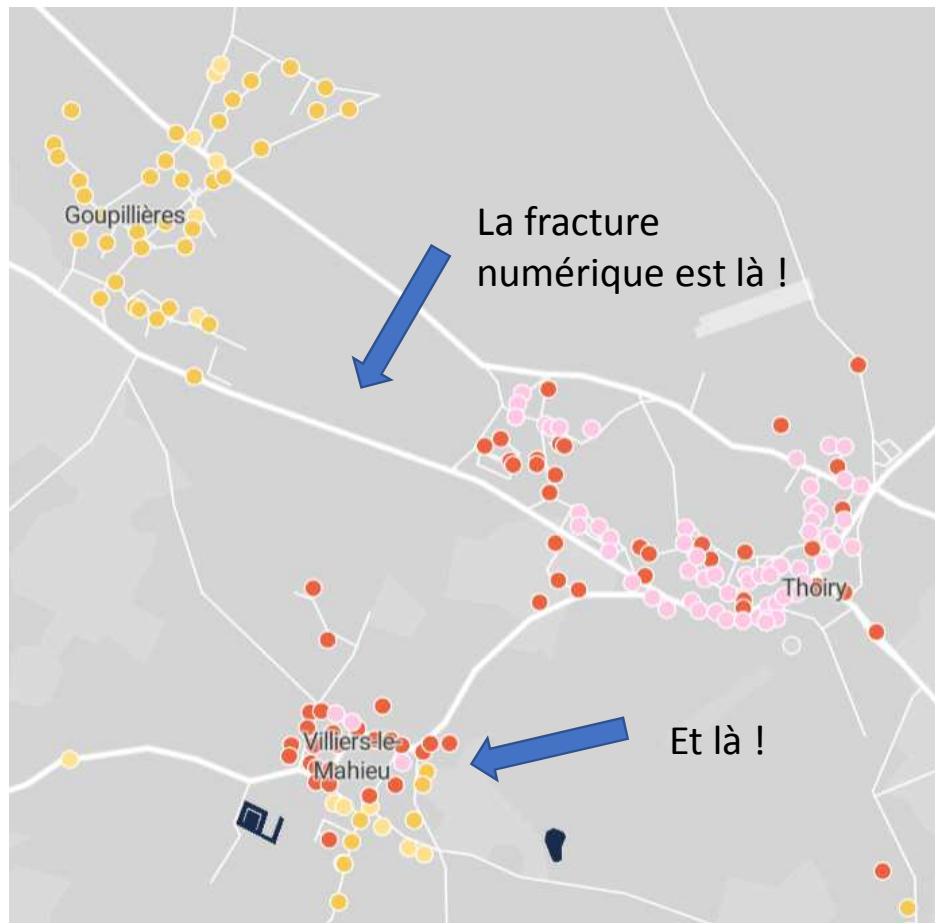 La fracture
numérique est là !
Goupillières
Thoiry
Et là !
Villiers-le-
Mahieu